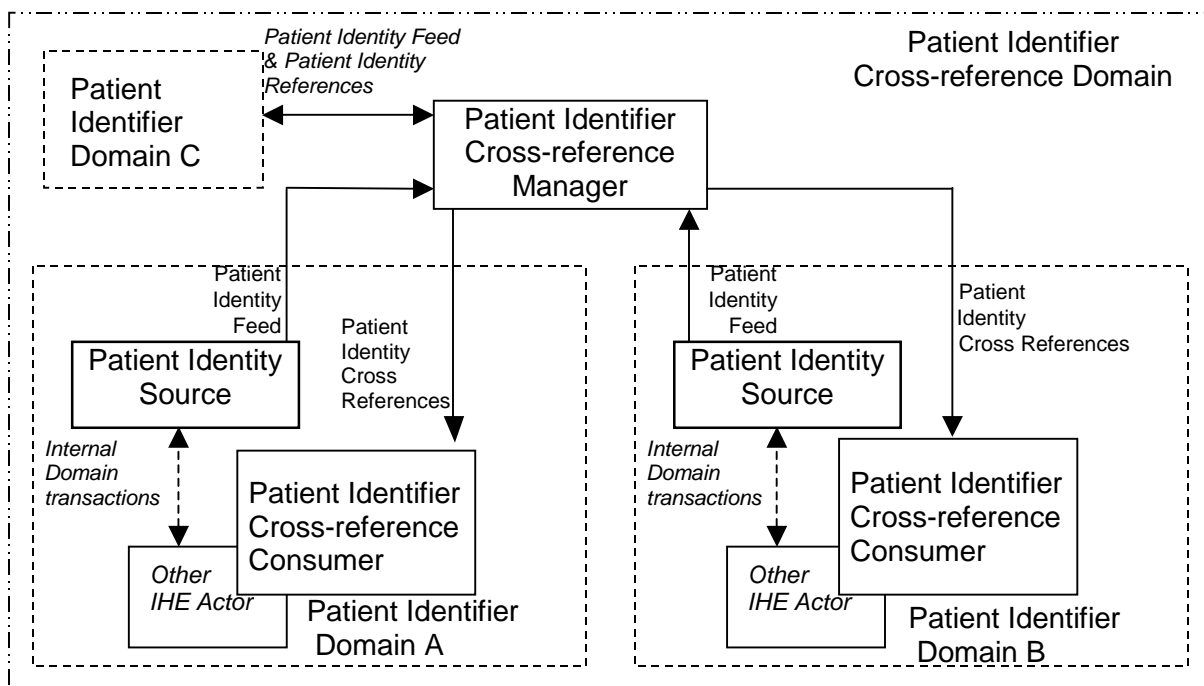 Patient Identity Feed
& Patient Identity
References
Patient Identifier
Cross-reference Domain
Patient
Identifier
Domain C
Patient Identifier
Cross-reference
Manager
Patient
Identity
Feed
Patient
Identity
Cross
References
Patient Identity
Source
Internal
Domain
transactions
Patient Identifier
Cross-reference
Consumer
Other
IHE Actor
Patient Identifier
Domain A
Patient
Identity
Feed
Patient
Identity
Cross References
Patient Identity
Source
Internal
Domain
transactions
Patient Identifier
Cross-reference
Consumer
Other
IHE Actor
Patient Identifier
Domain B